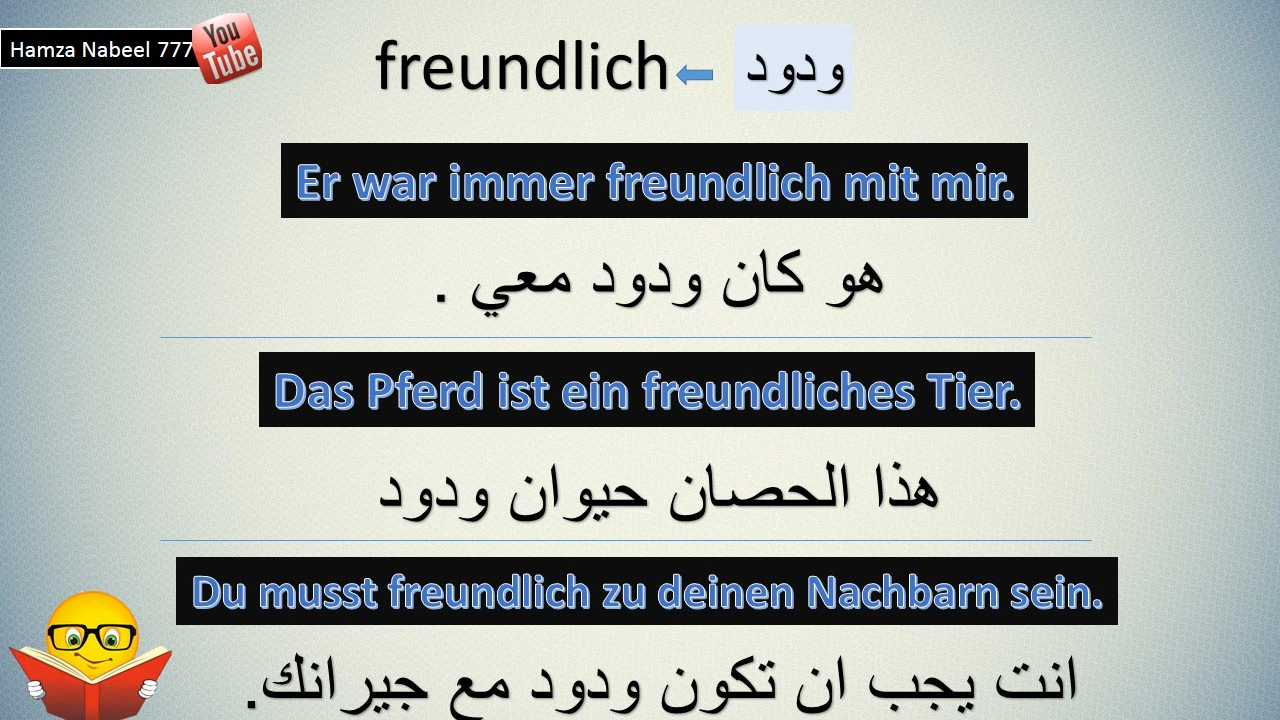 Hamza Nabeel 777
You
Tube
freundlich
ودود
Er war immer freundlich mit mir.
هو كان ودود معي .
Das Pferd ist ein freundliches Tier.
هذا الحصان حيوان ودود
Du musst freundlich zu deinen Nachbarn sein.
انت يجب ان تكون ودود مع جيرانك.